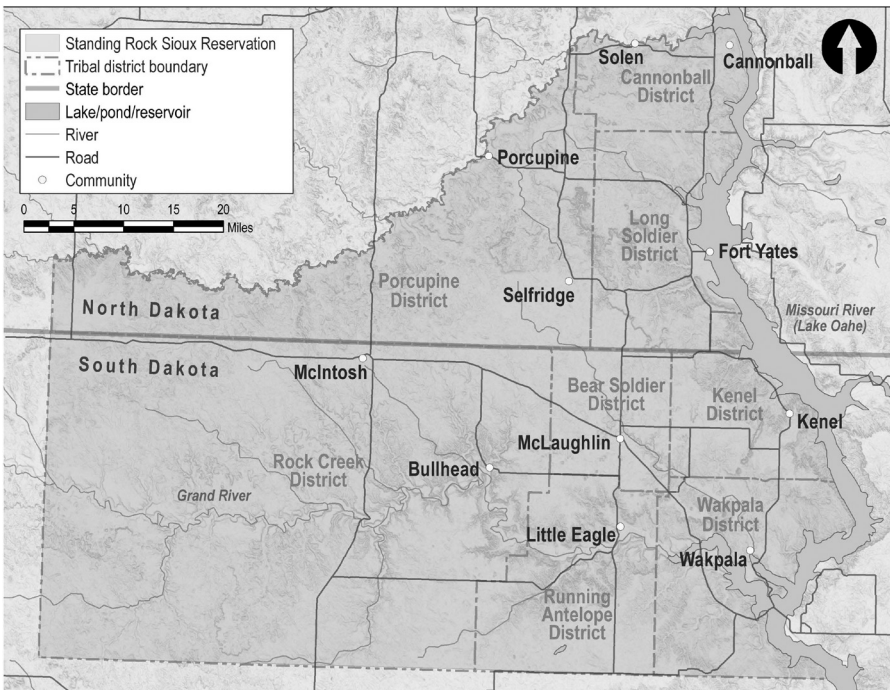 Standing Rock Sioux Reservation
Tribal district boundary
State border
Lake/pond/reservoir
River
Road
Community
0 5 10 15 20
Miles
Solen
Cannonball
Cannonball
District
Porcupine
Long
Soldier
District
Fort Yates
Porcupine
District
Selfridge
North Dakota
Missouri River
(Lake Oahe)
South Dakota
McIntosh
Bear Soldier
District
Kenel
District
Kenel
McLaughlin
Rock Creek
District
Bullhead
Grand River
Wakpala
District
Little Eagle
Wakpala
Running
Antelope
District